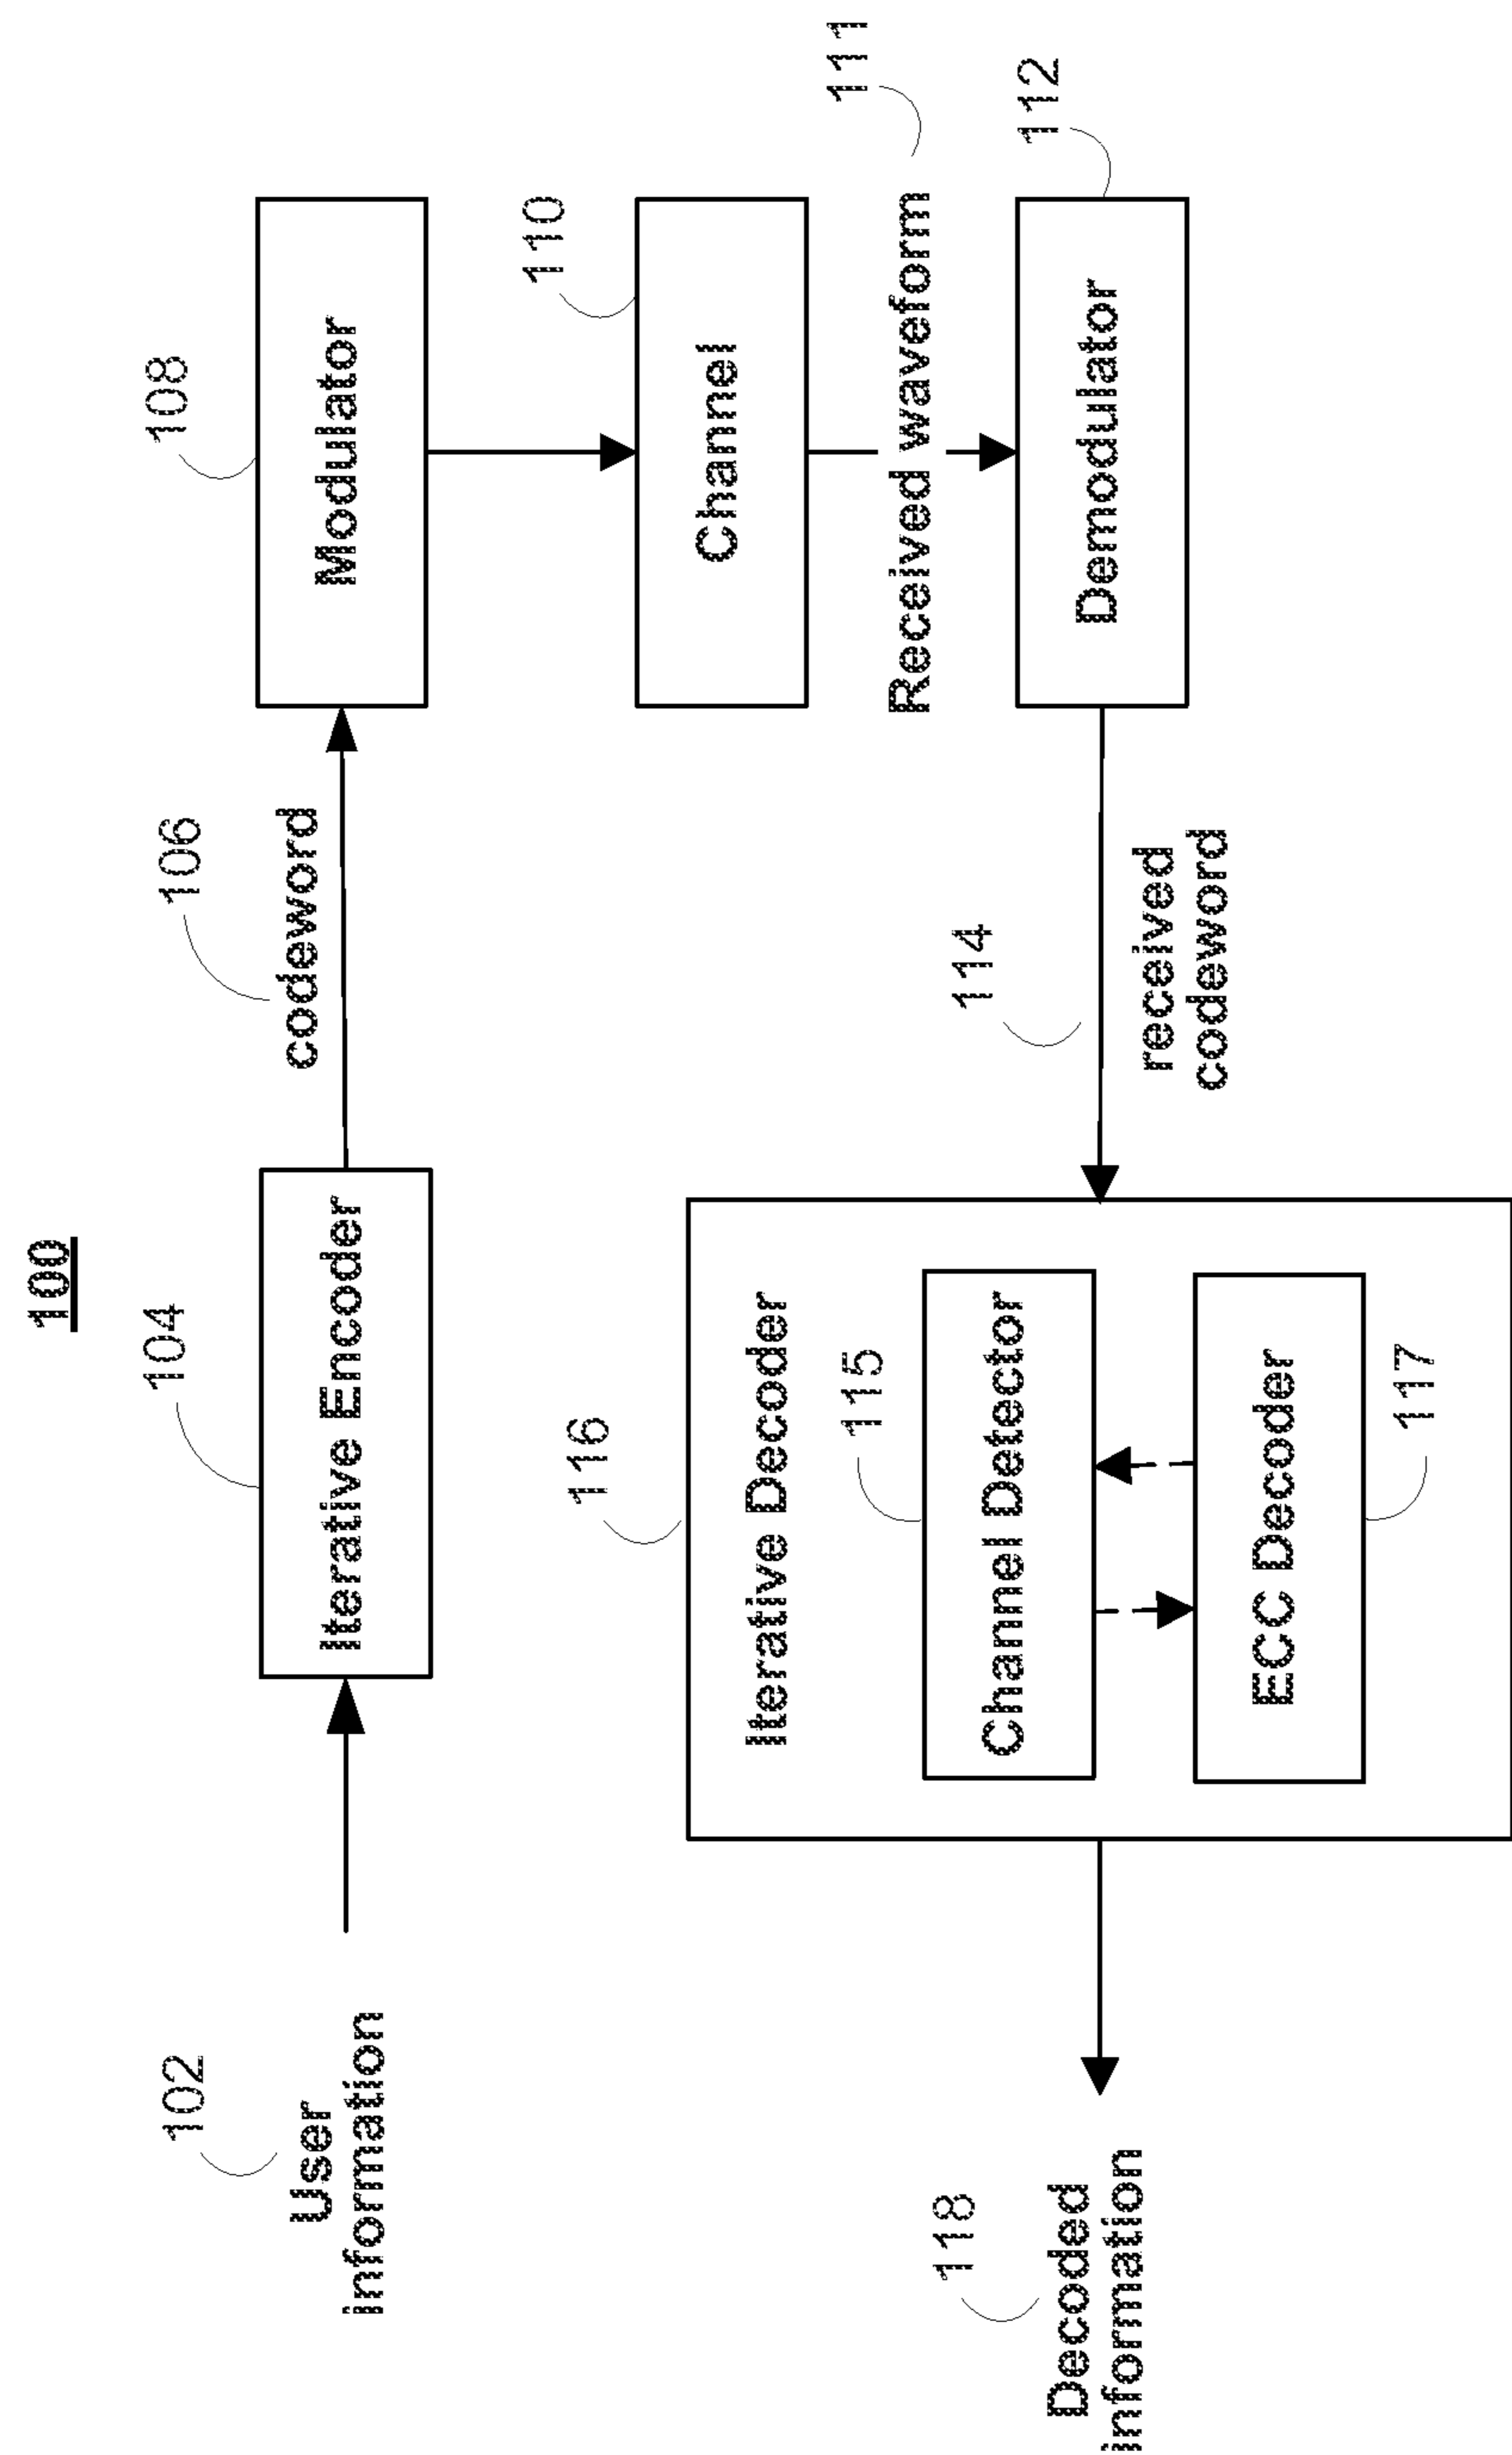 100
102
User
information
104
Iterative Encoder
106
codeword
108
Modulator
110
Channel
Received waveform
111
112
Demodulator
114
received
codeword
116
Iterative Decoder
115
Channel Detector
ECC Decoder
117
118
Decoded
information